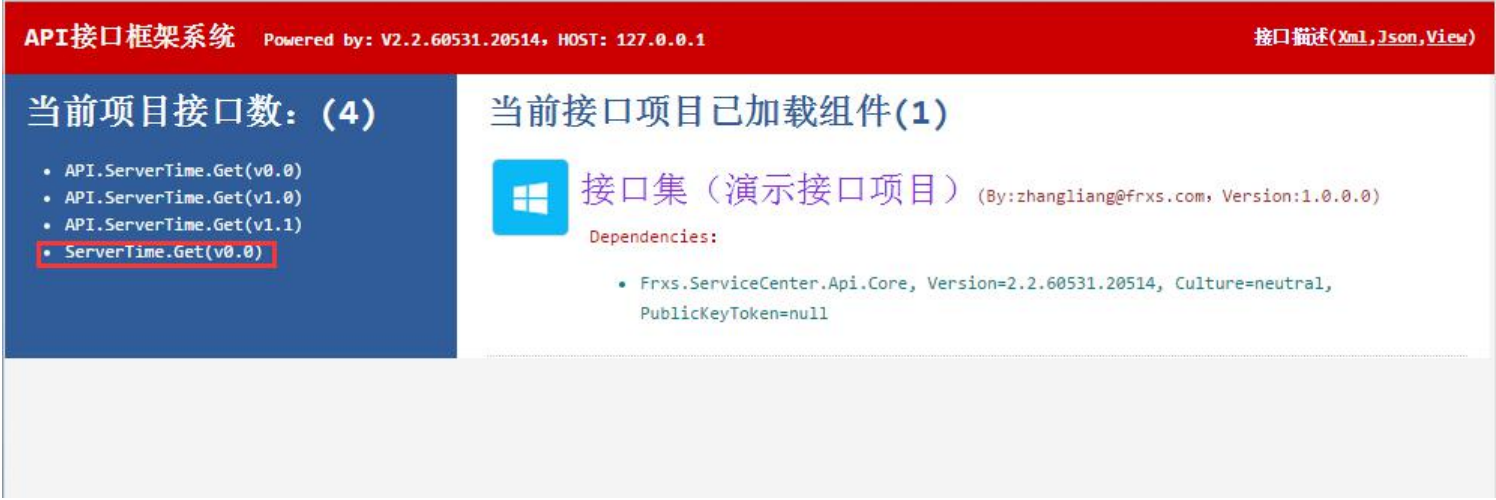 API接口框架系统 Powered by: V2.2.60531.20514，HOST: 127.0.0.1
接口描述(Xml,Json,View)
当前项目接口数：(4)
API.ServerTime.Get(v0.0)
API.ServerTime.Get(v1.0)
API.ServerTime.Get(v1.1)
ServerTime.Get(v0.0)
当前接口项目已加载组件(1)
接口集（演示接口项目）(By:zhangliang@frxs.com，Version:1.0.0.0)
Dependencies:
Frxs.ServiceCenter.Api.Core, Version=2.2.60531.20514, Culture=neutral,
PublicKeyToken=null